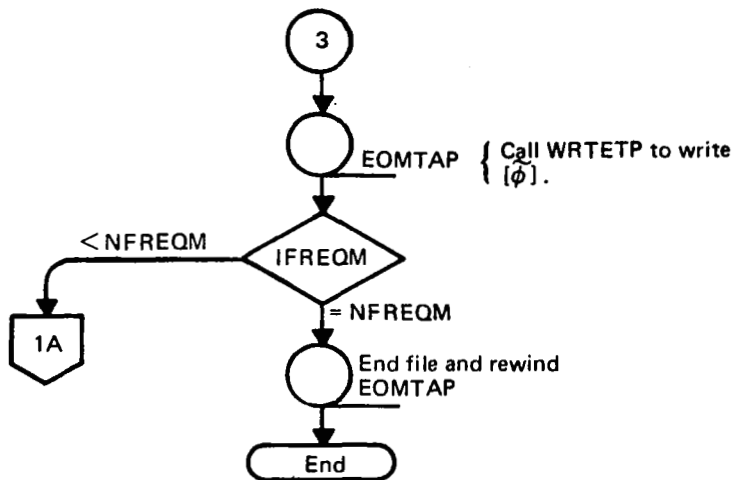 3
EOMTAP { Call WRTETP to write
[ϕ̃].
< NFREQM
IFREQM
= NFREQM
1A
End file and rewind
EOMTAP
End